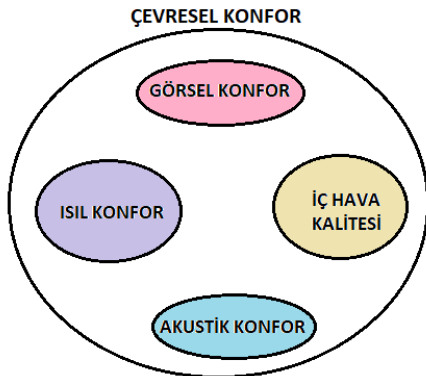 ÇEVRESEL KONFOR
GÖRSEL KONFOR
ISIL KONFOR
İÇ HAVA
KALİTESİ
AKUSTİK KONFOR